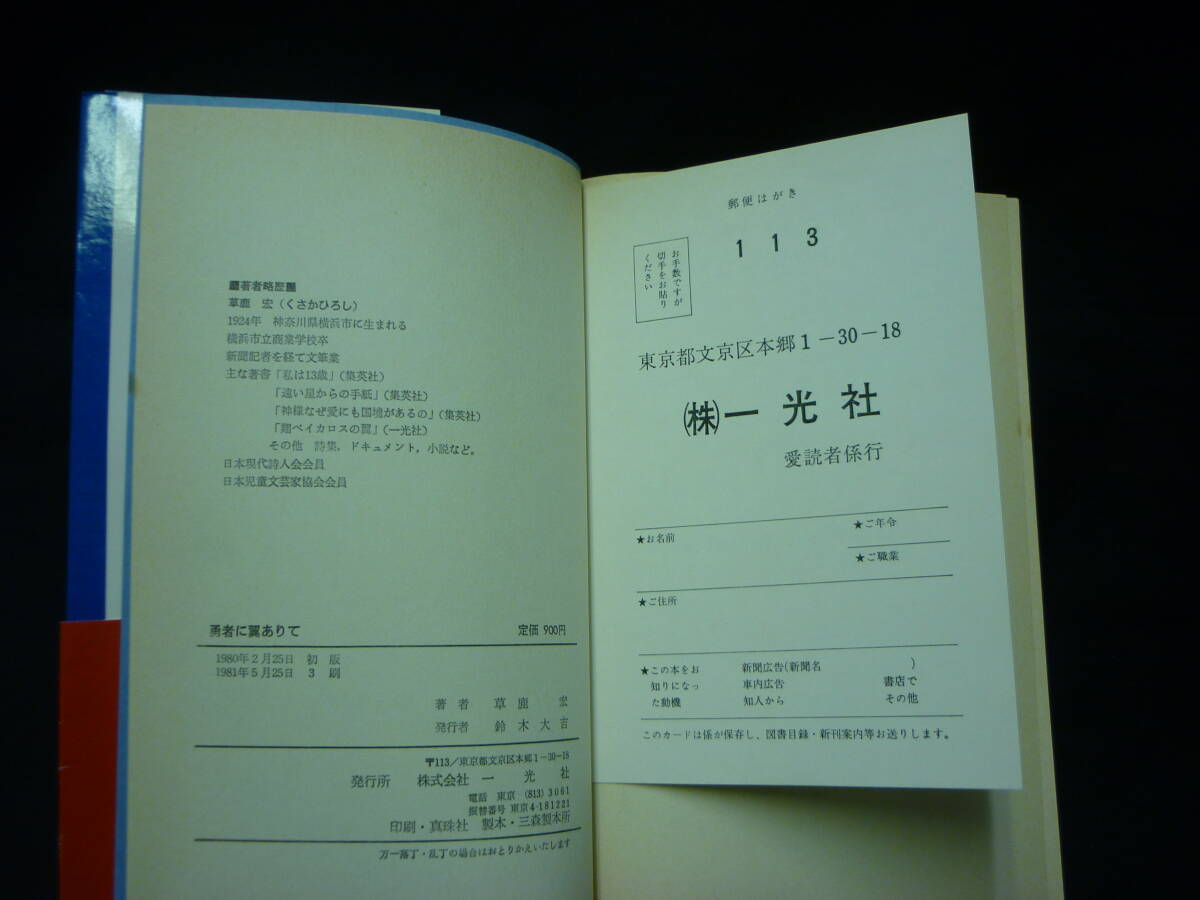 ■著者略歴■
草鹿 宏(くさかひろし)
1924年 神奈川県横浜市に生まれる
横浜市立商業学校卒
新聞記者を経て文筆業
主な著書「私は13歳」(集英社)
「遠い星からの手紙」(集英社)
「神様なぜ愛にも国境があるの」(集英社)
「翔べイカロスの翼」(一光社)
その他 詩集，ドキュメント，小説など。
日本現代詩人会会員
日本児童文芸家協会会員
勇者に翼ありて 定価 900円
1980年2月25日 初 版
1981年5月25日 3 刷
著 者 草 鹿 宏
発行者 鈴 木 大 吉
〒113／東京都文京区本郷1－30－18
発行所 株式会社 一 光 社
電話 東京 (813) 3061
振替番号 東京4-181221
印刷・真珠社 製本・三森製本所
万一落丁・乱丁の場合はおとりかえいたします
郵便はがき
1 1 3
お手数ですが
切手をお貼り
ください
東京都文京区本郷1－30－18
㈱一光社
愛読者係行
★お名前
★ご年令
★ご職業
★ご住所
★この本をお 新聞広告(新聞名 )
知りになっ 車内広告 書店で
た動機 知人から その他
このカードは係が保存し、図書目録・新刊案内等お送りします。